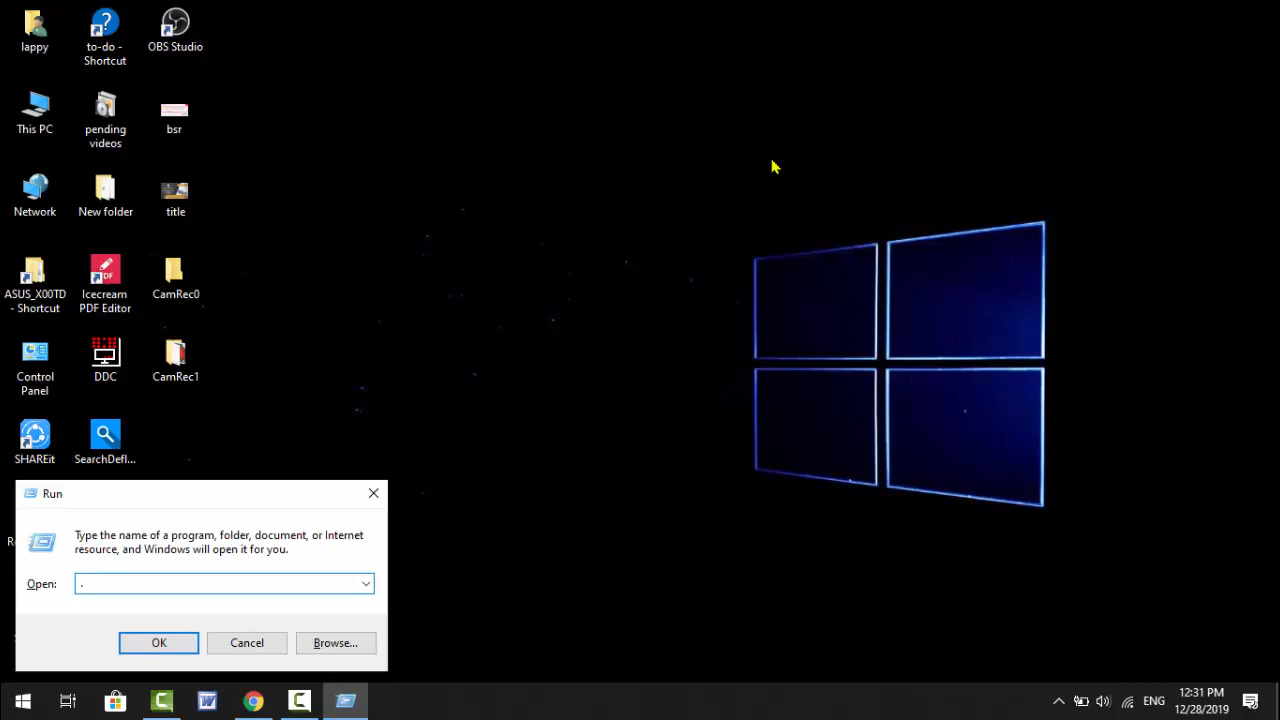 lappy
to-do -
Shortcut
OBS Studio
This PC
pending
videos
bsr
Network
New folder
title
ASUS_X00TD
- Shortcut
Icecream
PDF Editor
CamRec0
Control
Panel
DDC
CamRec1
SHAREit
SearchDefl...
Run
Type the name of a program, folder, document, or Internet
resource, and Windows will open it for you.
Open:
.
OK
Cancel
Browse...
ENG
12:31 PM
12/28/2019